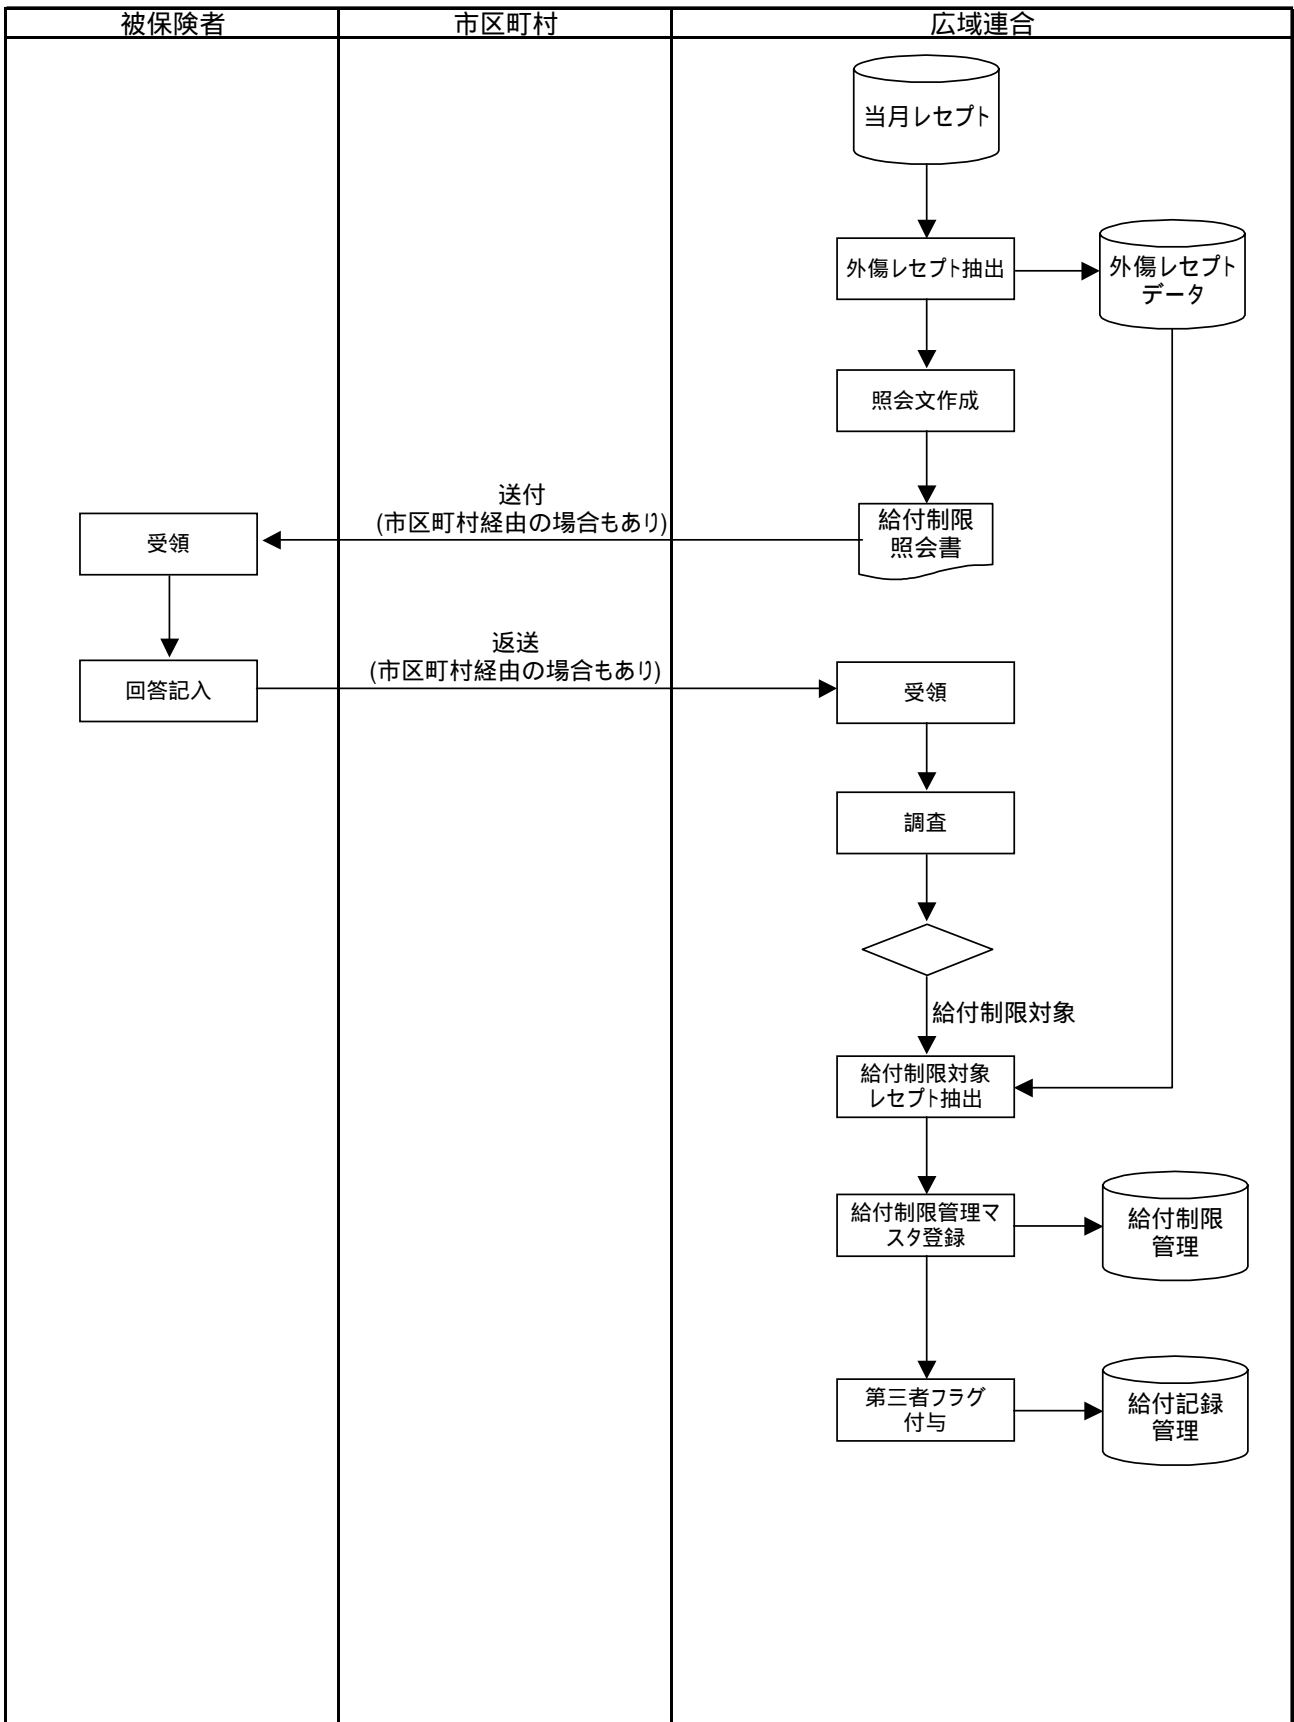 被保険者
市区町村
広域連合
当月レセプト
外傷レセプト抽出
外傷レセプト
データ
照会文作成
送付
(市区町村経由の場合もあり)
給付制限
照会書
受領
返送
(市区町村経由の場合もあり)
回答記入
受領
調査
給付制限対象
給付制限対象
レセプト抽出
給付制限管理マ
スタ登録
給付制限
管理
第三者フラグ
付与
給付記録
管理